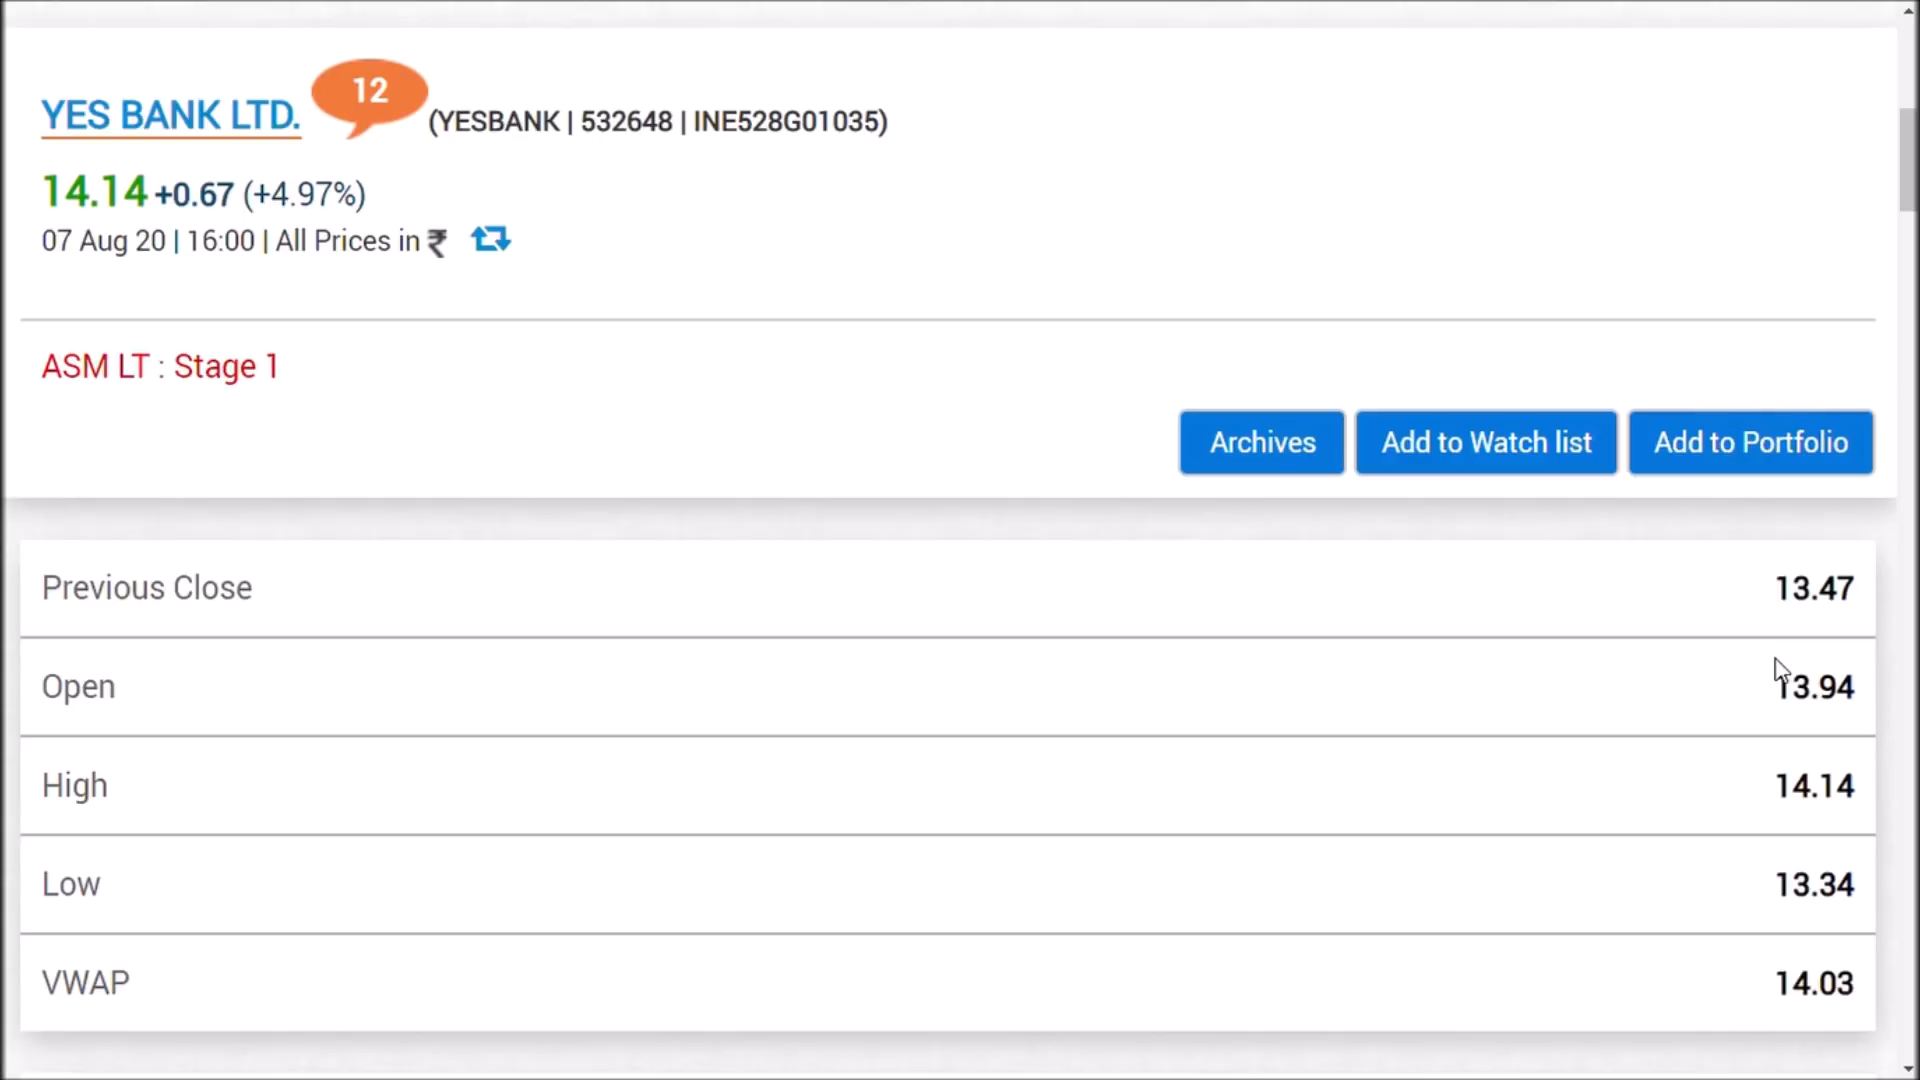 YES BANK LTD. 12 (YESBANK | 532648 | INE528G01035)
14.14 +0.67 (+4.97%)
07 Aug 20 | 16:00 | All Prices in ₹
ASM LT : Stage 1
Archives Add to Watch list Add to Portfolio
Previous Close 13.47
Open 13.94
High 14.14
Low 13.34
VWAP 14.03